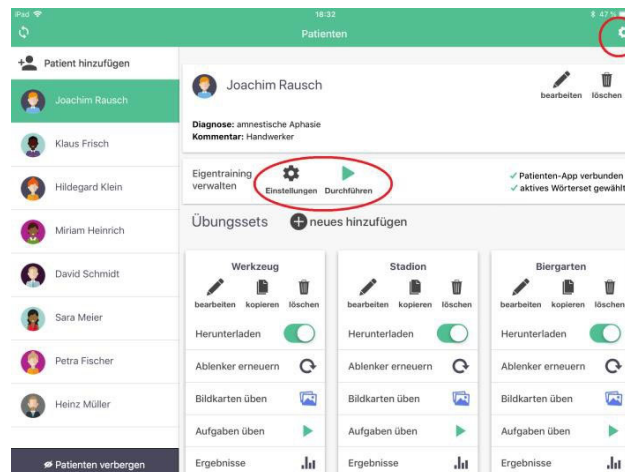 iPad 18:32 47 %
Patienten
Patient hinzufügen
Joachim Rausch
Klaus Frisch
Hildegard Klein
Miriam Heinrich
David Schmidt
Sara Meier
Petra Fischer
Heinz Müller
Patienten verbergen
Joachim Rausch
bearbeiten löschen
Diagnose: amnestische Aphasie
Kommentar: Handwerker
Eigentraining
verwalten
Einstellungen Durchführen
Patienten-App verbunden
aktives Wörterset gewählt
Übungssets neues hinzufügen
Werkzeug
bearbeiten kopieren löschen
Herunterladen
Ablenker erneuern
Bildkarten üben
Aufgaben üben
Ergebnisse
Stadion
bearbeiten kopieren löschen
Herunterladen
Ablenker erneuern
Bildkarten üben
Aufgaben üben
Ergebnisse
Biergarten
bearbeiten kopieren löschen
Herunterladen
Ablenker erneuern
Bildkarten üben
Aufgaben üben
Ergebnisse